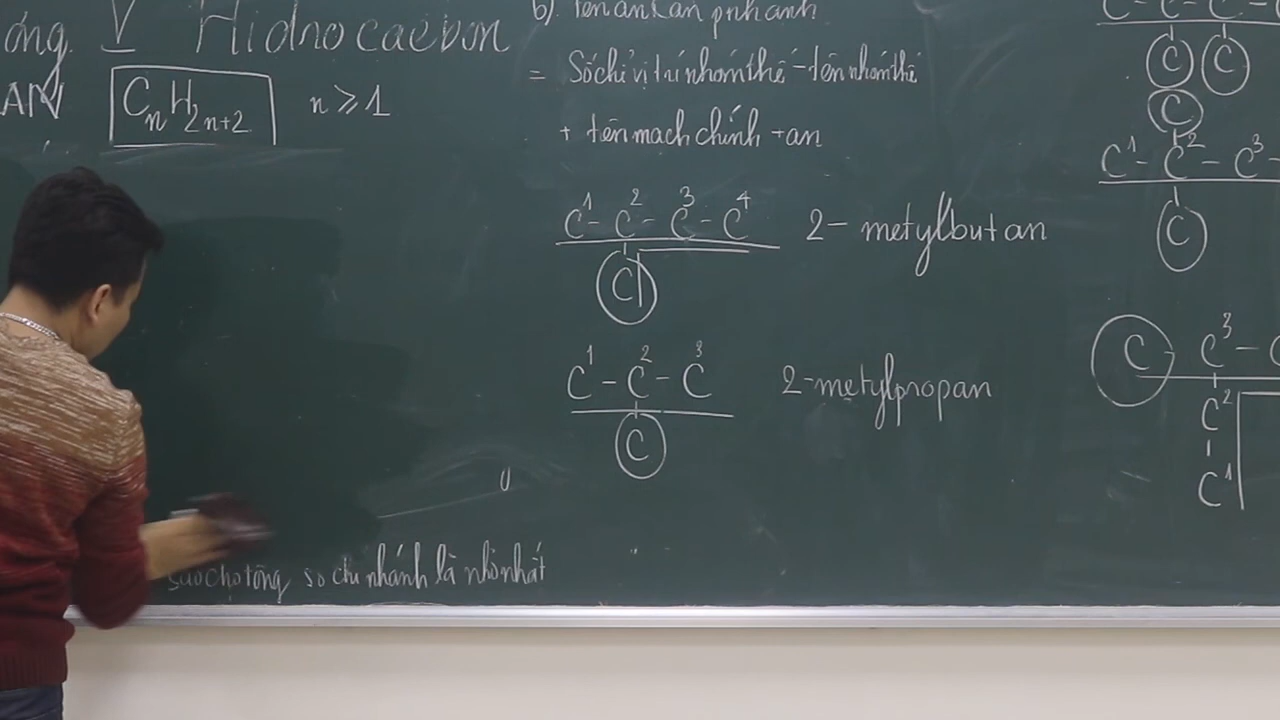 ương V Hiđrocacbon
AN CnH2n+2 n ⩾ 1
sao cho tổng số chỉ nhánh là nhỏ nhất
b). Tên ankan ph nhánh
= Số chỉ vị trí nhóm thế - tên nhóm thế
+ tên mạch chính + an
C1 - C2 - C3 - C4 2 - metylbutan
C
C1 - C2 - C3 2-metylpropan
C
C - C - C -
C C
C
C1 - C2 - C3 -
C
C - C3 - C
C2
C1